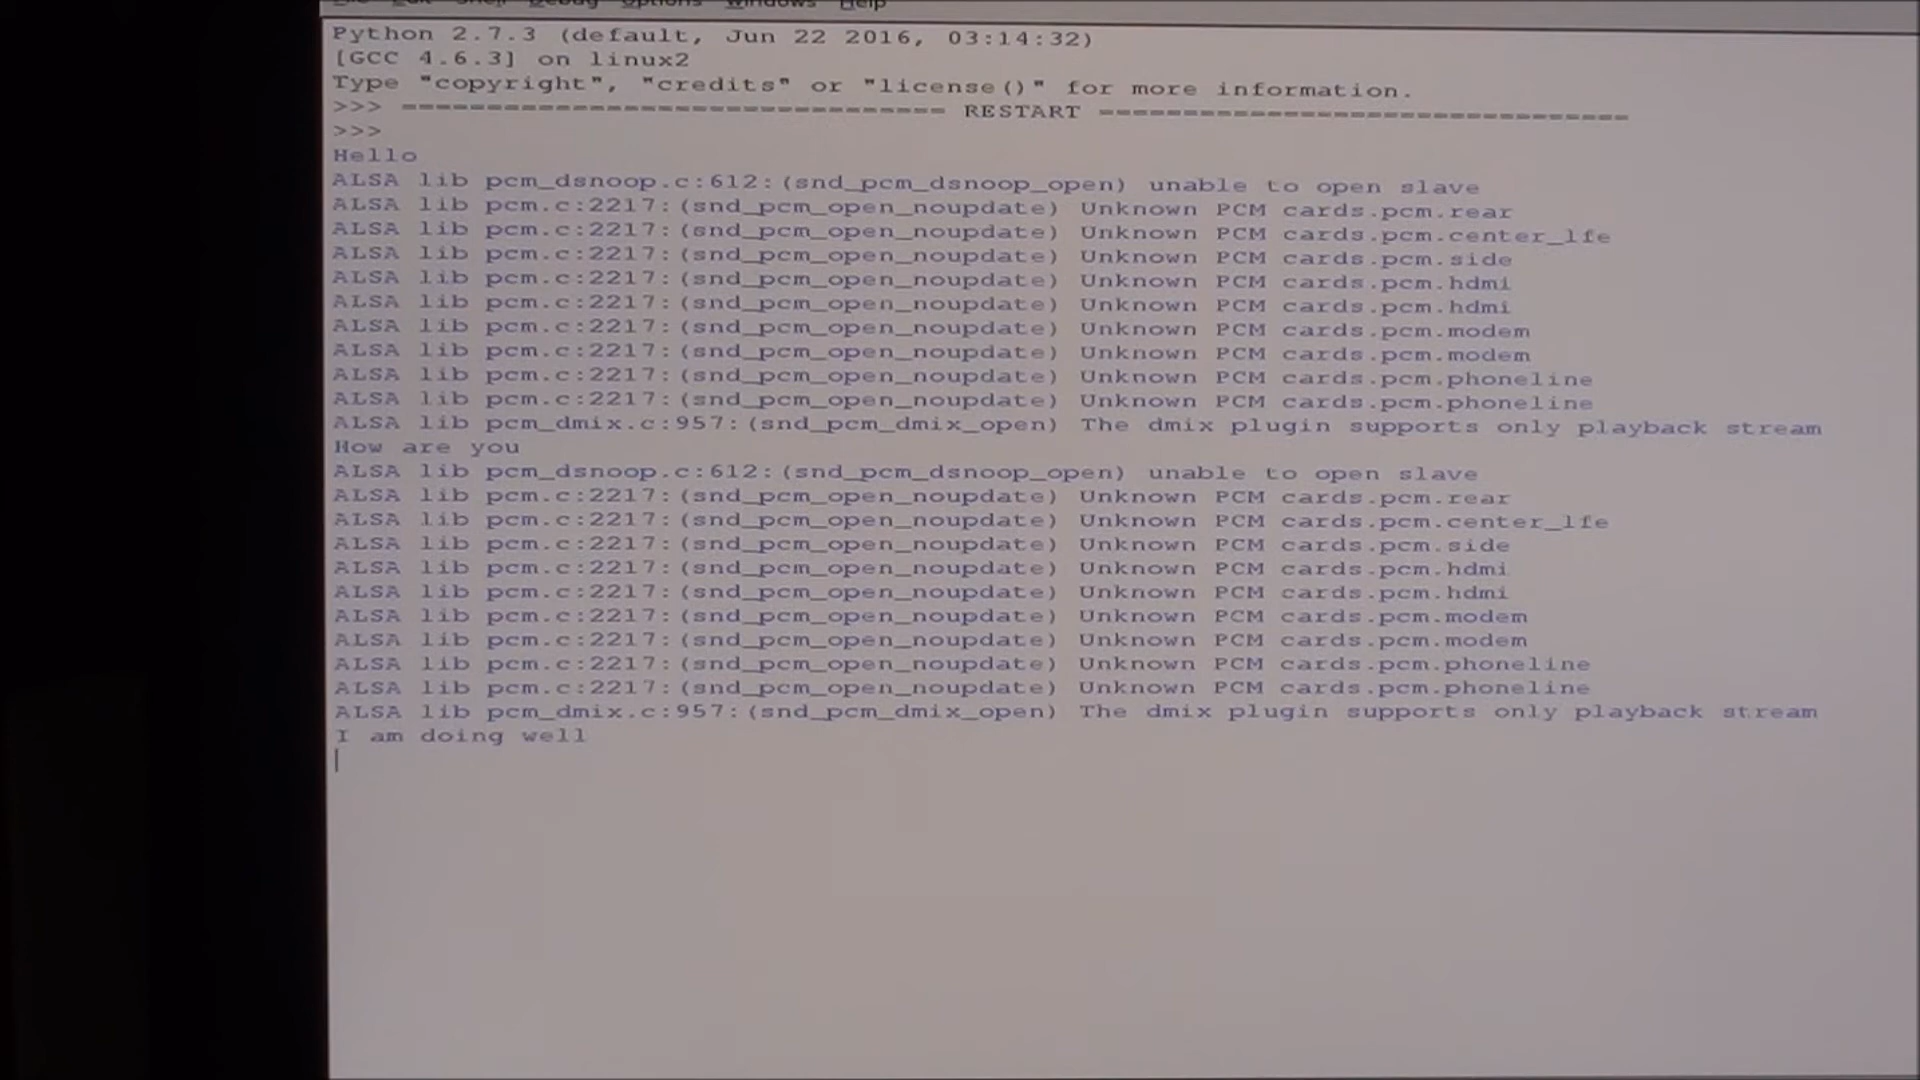 File Edit Shell Debug Options Windows Help
Python 2.7.3 (default, Jun 22 2016, 03:14:32)
[GCC 4.6.3] on linux2
Type "copyright", "credits" or "license()" for more information.
>>> ================================ RESTART ================================
>>>
Hello
ALSA lib pcm_dsnoop.c:612:(snd_pcm_dsnoop_open) unable to open slave
ALSA lib pcm.c:2217:(snd_pcm_open_noupdate) Unknown PCM cards.pcm.rear
ALSA lib pcm.c:2217:(snd_pcm_open_noupdate) Unknown PCM cards.pcm.center_lfe
ALSA lib pcm.c:2217:(snd_pcm_open_noupdate) Unknown PCM cards.pcm.side
ALSA lib pcm.c:2217:(snd_pcm_open_noupdate) Unknown PCM cards.pcm.hdmi
ALSA lib pcm.c:2217:(snd_pcm_open_noupdate) Unknown PCM cards.pcm.hdmi
ALSA lib pcm.c:2217:(snd_pcm_open_noupdate) Unknown PCM cards.pcm.modem
ALSA lib pcm.c:2217:(snd_pcm_open_noupdate) Unknown PCM cards.pcm.modem
ALSA lib pcm.c:2217:(snd_pcm_open_noupdate) Unknown PCM cards.pcm.phoneline
ALSA lib pcm.c:2217:(snd_pcm_open_noupdate) Unknown PCM cards.pcm.phoneline
ALSA lib pcm_dmix.c:957:(snd_pcm_dmix_open) The dmix plugin supports only playback stream
How are you
ALSA lib pcm_dsnoop.c:612:(snd_pcm_dsnoop_open) unable to open slave
ALSA lib pcm.c:2217:(snd_pcm_open_noupdate) Unknown PCM cards.pcm.rear
ALSA lib pcm.c:2217:(snd_pcm_open_noupdate) Unknown PCM cards.pcm.center_lfe
ALSA lib pcm.c:2217:(snd_pcm_open_noupdate) Unknown PCM cards.pcm.side
ALSA lib pcm.c:2217:(snd_pcm_open_noupdate) Unknown PCM cards.pcm.hdmi
ALSA lib pcm.c:2217:(snd_pcm_open_noupdate) Unknown PCM cards.pcm.hdmi
ALSA lib pcm.c:2217:(snd_pcm_open_noupdate) Unknown PCM cards.pcm.modem
ALSA lib pcm.c:2217:(snd_pcm_open_noupdate) Unknown PCM cards.pcm.modem
ALSA lib pcm.c:2217:(snd_pcm_open_noupdate) Unknown PCM cards.pcm.phoneline
ALSA lib pcm.c:2217:(snd_pcm_open_noupdate) Unknown PCM cards.pcm.phoneline
ALSA lib pcm_dmix.c:957:(snd_pcm_dmix_open) The dmix plugin supports only playback stream
I am doing well